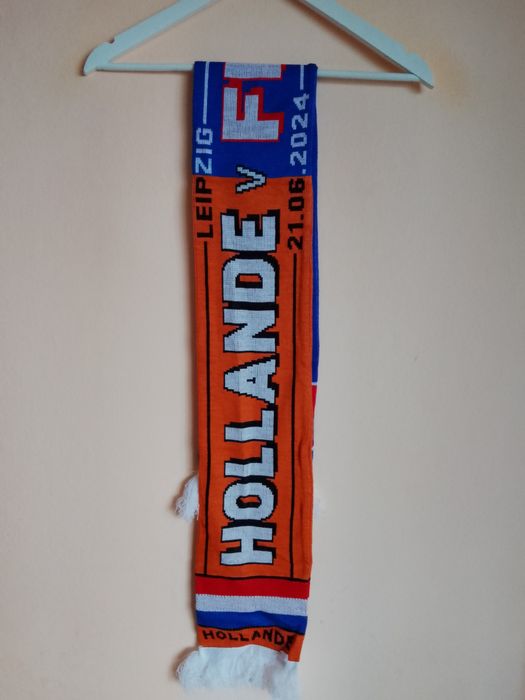 LEIPZIG
HOLLANDE v F
21.06.2024
HOLLANDE